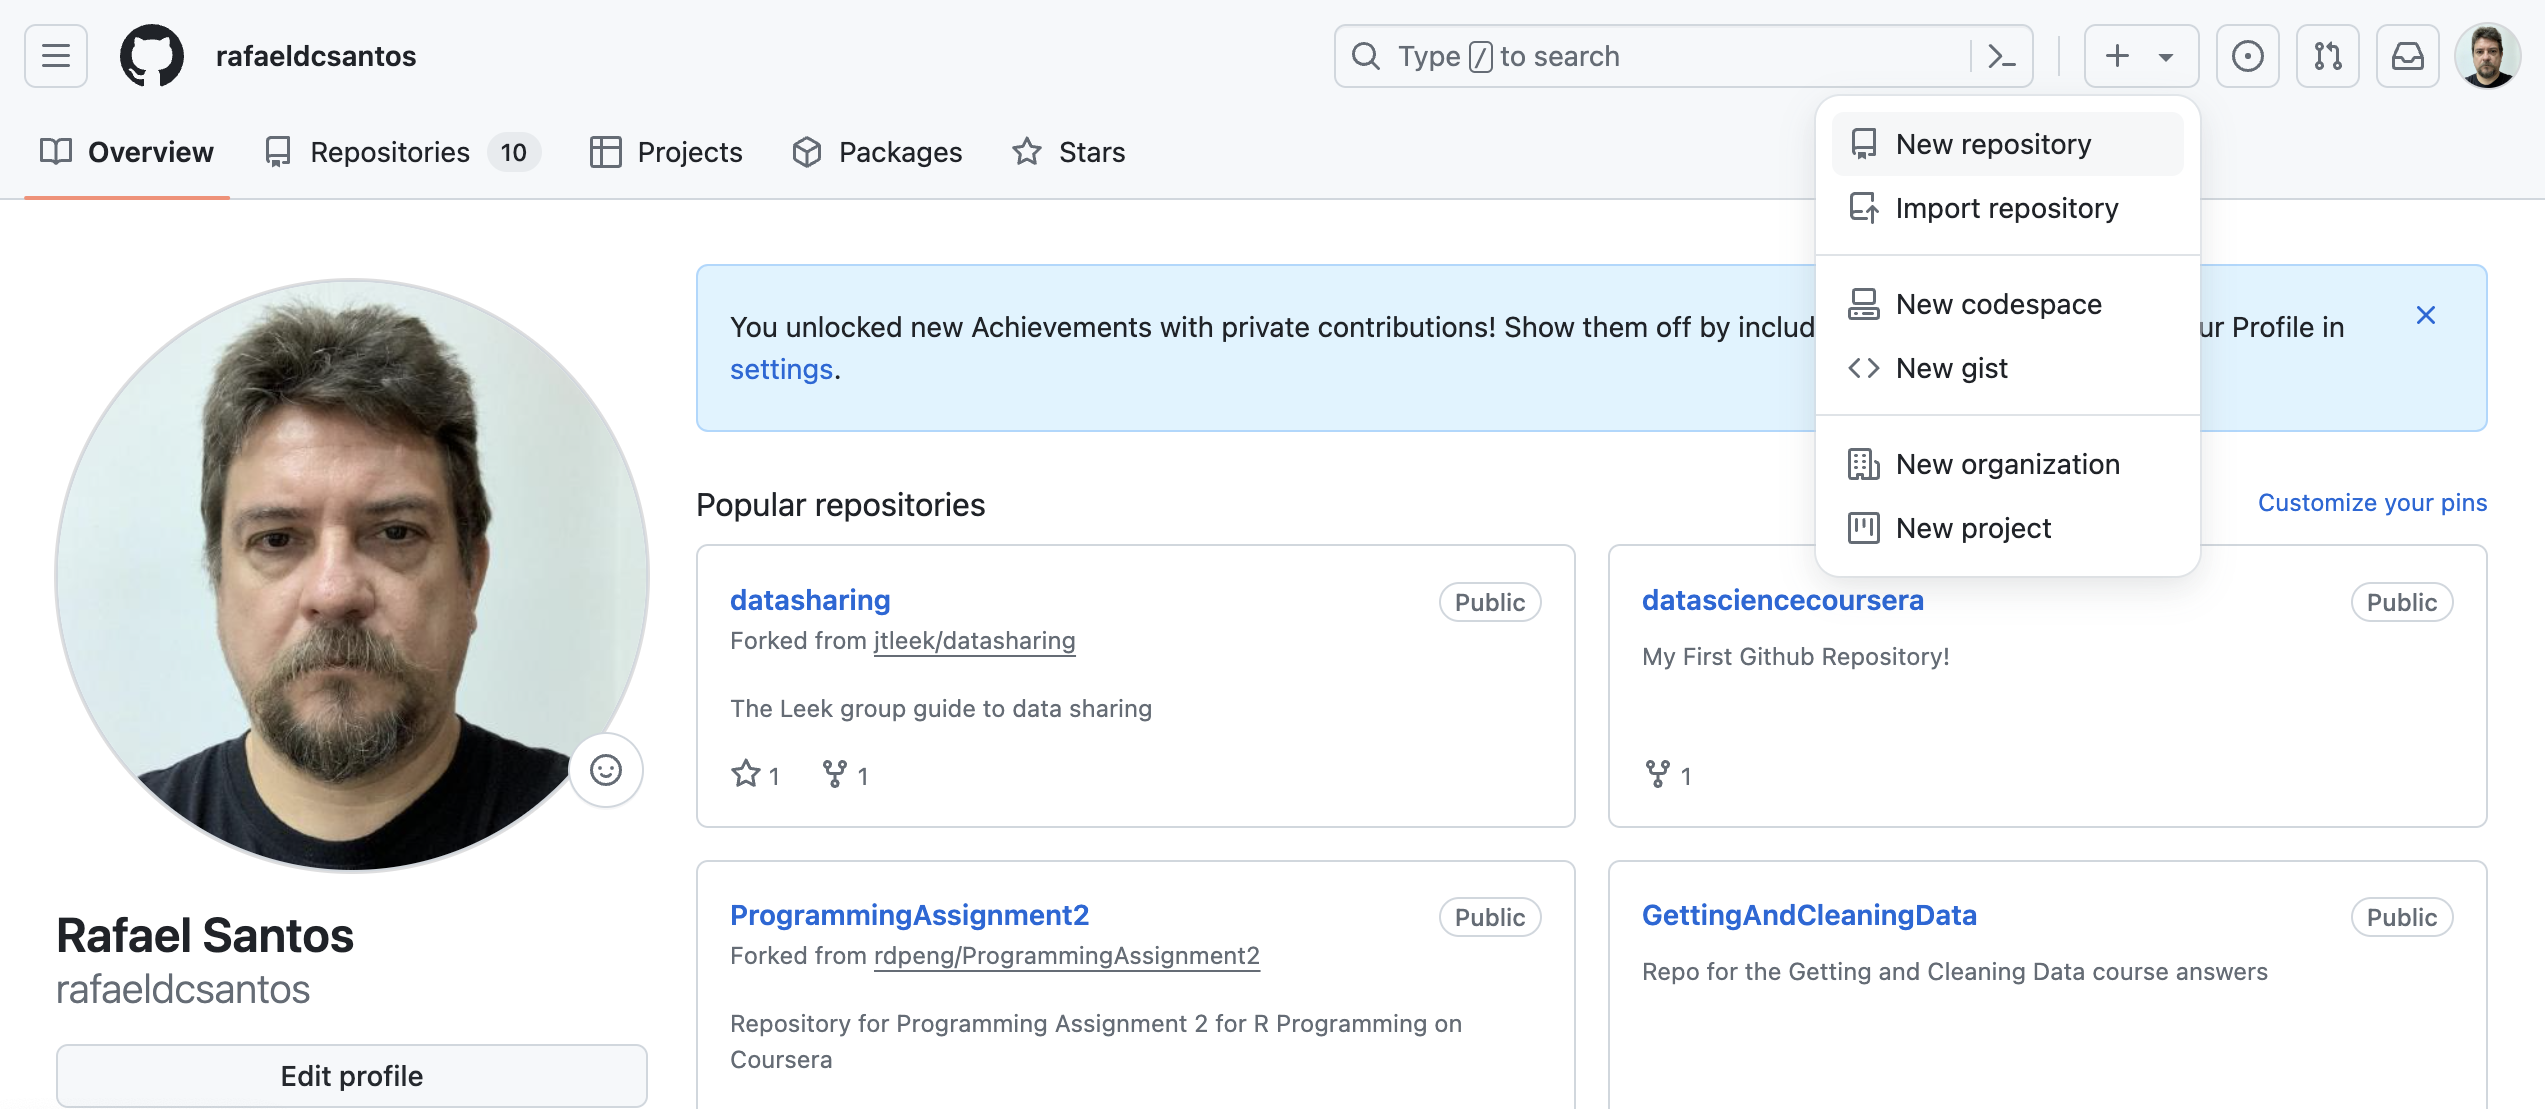 rafaeldcsantos
Type / to search
Overview
Repositories 10
Projects
Packages
Stars
New repository
Import repository
New codespace
New gist
New organization
New project
You unlocked new Achievements with private contributions! Show them off by includ
ur Profile in
settings.
Popular repositories
Customize your pins
datasharing
Public
Forked from jtleek/datasharing
The Leek group guide to data sharing
1 1
datasciencecoursera
Public
My First Github Repository!
1
ProgrammingAssignment2
Public
Forked from rdpeng/ProgrammingAssignment2
Repository for Programming Assignment 2 for R Programming on
Coursera
GettingAndCleaningData
Public
Repo for the Getting and Cleaning Data course answers
Rafael Santos
rafaeldcsantos
Edit profile